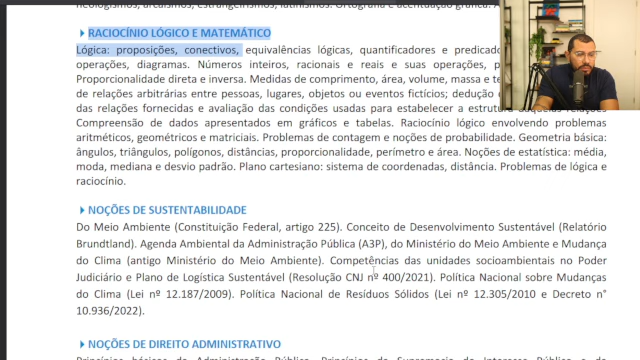 neologismos, arcaísmos, estrangeirismos, latinismos. Ortografia e acentuação gráfica.
RACIOCÍNIO LÓGICO E MATEMÁTICO
Lógica: proposições, conectivos, equivalências lógicas, quantificadores e predicado
operações, diagramas. Números inteiros, racionais e reais e suas operações,
Proporcionalidade direta e inversa. Medidas de comprimento, área, volume, massa e
de relações arbitrárias entre pessoas, lugares, objetos ou eventos fictícios; dedução
das relações fornecidas e avaliação das condições usadas para estabelecer a
Compreensão de dados apresentados em gráficos e tabelas. Raciocínio lógico envolvendo problemas
aritméticos, geométricos e matriciais. Problemas de contagem e noções de probabilidade. Geometria básica:
ângulos, triângulos, polígonos, distâncias, proporcionalidade, perímetro e área. Noções de estatística: média,
moda, mediana e desvio padrão. Plano cartesiano: sistema de coordenadas, distância. Problemas de lógica e
raciocínio.
NOÇÕES DE SUSTENTABILIDADE
Do Meio Ambiente (Constituição Federal, artigo 225). Conceito de Desenvolvimento Sustentável (Relatório
Brundtland). Agenda Ambiental da Administração Pública (A3P), do Ministério do Meio Ambiente e Mudança
do Clima (antigo Ministério do Meio Ambiente). Competências das unidades socioambientais no Poder
Judiciário e Plano de Logística Sustentável (Resolução CNJ nº 400/2021). Política Nacional sobre Mudanças
do Clima (Lei nº 12.187/2009). Política Nacional de Resíduos Sólidos (Lei nº 12.305/2010 e Decreto n°
10.936/2022).
NOÇÕES DE DIREITO ADMINISTRATIVO